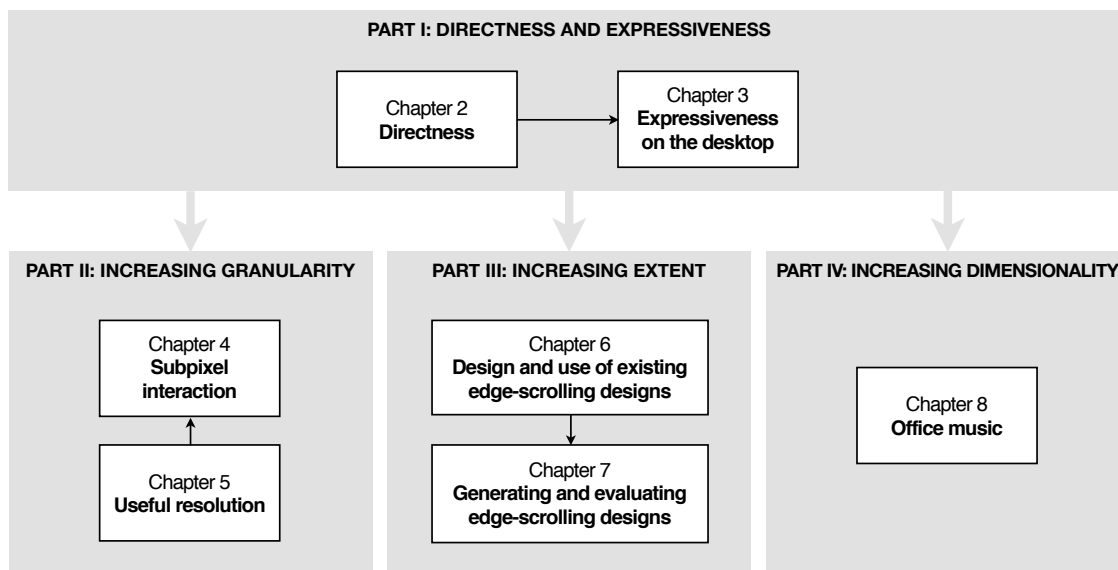 PART I: DIRECTNESS AND EXPRESSIVENESS
Chapter 2
Directness
Chapter 3
Expressiveness
on the desktop
PART II: INCREASING GRANULARITY
Chapter 4
Subpixel
interaction
Chapter 5
Useful resolution
PART III: INCREASING EXTENT
Chapter 6
Design and use of existing
edge-scrolling designs
Chapter 7
Generating and evaluating
edge-scrolling designs
PART IV: INCREASING DIMENSIONALITY
Chapter 8
Office music